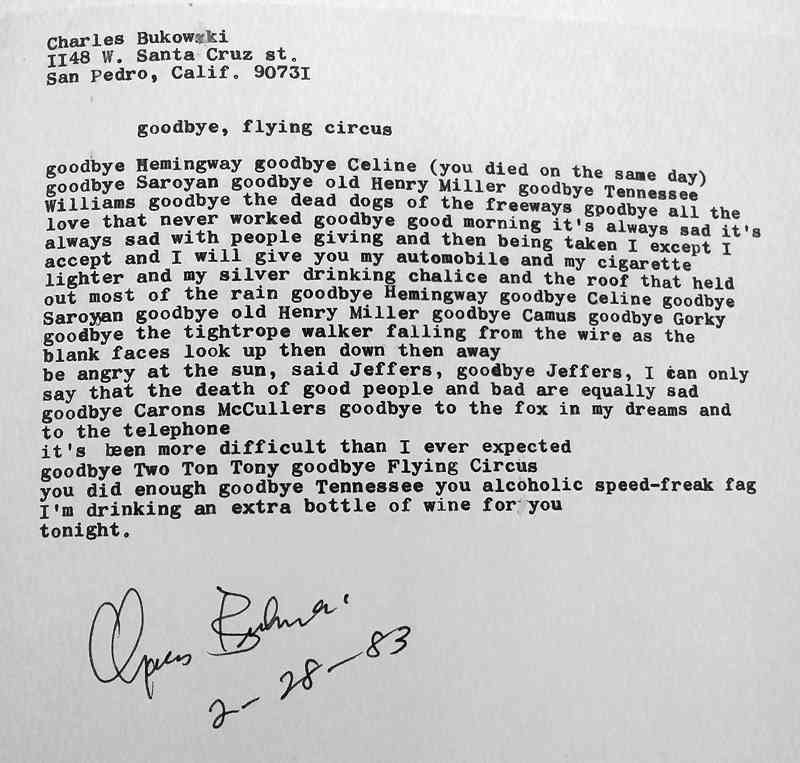 Charles Bukowski
II48 W. Santa Cruz st.
San Pedro, Calif. 9073I
goodbye, flying circus
goodbye Hemingway goodbye Celine (you died on the same day)
goodbye Saroyan goodbye old Henry Miller goodbye Tennessee
Williams goodbye the dead dogs of the freeways gpodbye all the
love that never worked goodbye good morning it's always sad it's
always sad with people giving and then being taken I except I
accept and I will give you my automobile and my cigarette
lighter and my silver drinking chalice and the roof that held
out most of the rain goodbye Hemingway goodbye Celine goodbye
Saroyan goodbye old Henry Miller goodbye Camus goodbye Gorky
goodbye the tightrope walker falling from the wire as the
blank faces look up then down then away
be angry at the sun, said Jeffers, goodbye Jeffers, I can only
say that the death of good people and bad are equally sad
goodbye Carons McCullers goodbye to the fox in my dreams and
to the telephone
it's been more difficult than I ever expected
goodbye Two Ton Tony goodbye Flying Circus
you did enough goodbye Tennessee you alcoholic speed-freak fag
I'm drinking an extra bottle of wine for you
tonight.
Charles Bukowski
2-28-83